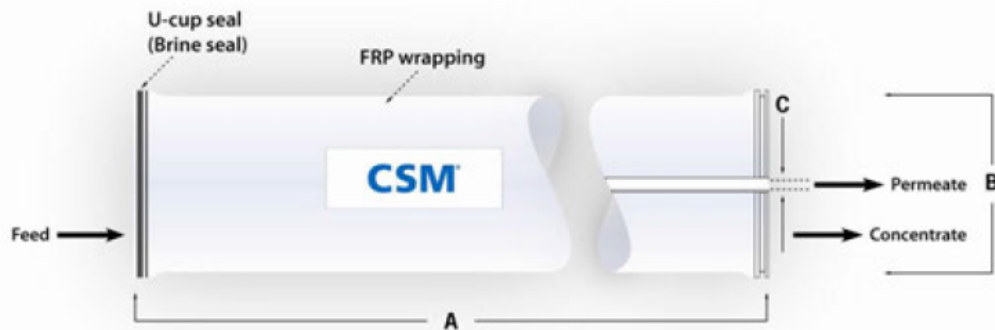 U-cup seal
(Brine seal)
FRP wrapping
C
CSM
Permeate
B
Feed
Concentrate
A